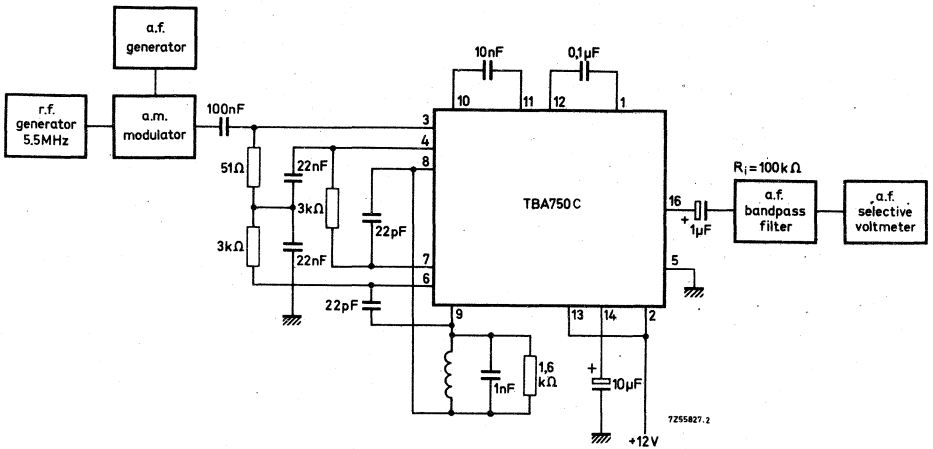 a.f.
generator
r.f.
generator
5.5MHz
a.m.
modulator
100nF
10nF
0,1µF
10
11
12
1
3
4
8
7
6
51Ω
22nF
3kΩ
22pF
3kΩ
22nF
22pF
TBA750C
16
+
1µF
Ri=100kΩ
a.f.
bandpass
filter
a.f.
selective
voltmeter
5
9
13
14
2
1nF
1,6
kΩ
+
10µF
7Z55827.2
+12V